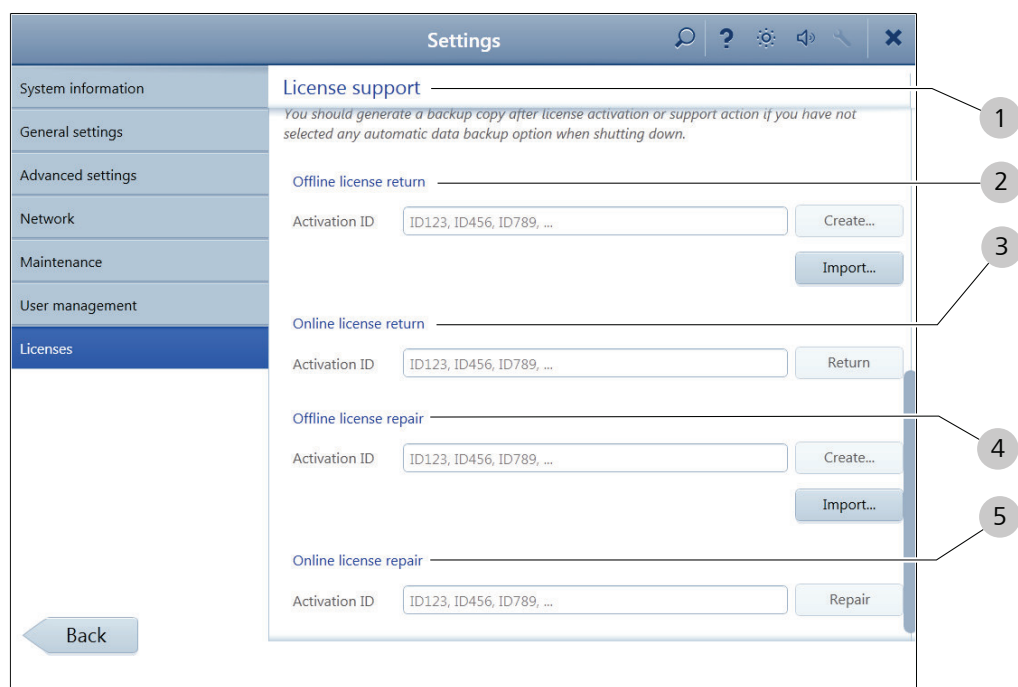 Settings
?
System information
General settings
Advanced settings
Network
Maintenance
User management
Licenses
Back
License support
You should generate a backup copy after license activation or support action if you have not
selected any automatic data backup option when shutting down.
Offline license return
Activation ID ID123, ID456, ID789, ... Create...
Import...
Online license return
Activation ID ID123, ID456, ID789, ... Return
Offline license repair
Activation ID ID123, ID456, ID789, ... Create...
Import...
Online license repair
Activation ID ID123, ID456, ID789, ... Repair
1
2
3
4
5